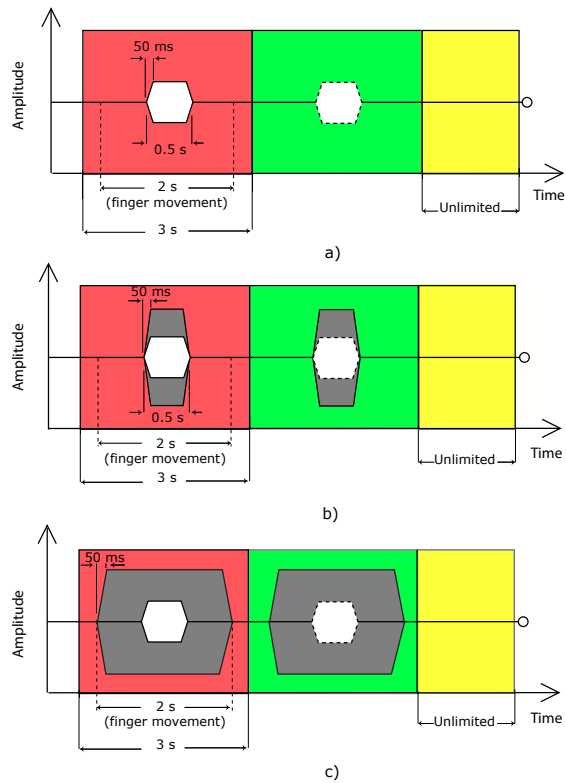 50 ms
Amplitude
0.5 s
2 s
(finger movement)
3 s
Unlimited
Time
a)
50 ms
Amplitude
0.5 s
2 s
(finger movement)
3 s
Unlimited
Time
b)
50 ms
Amplitude
2 s
(finger movement)
3 s
Unlimited
Time
c)